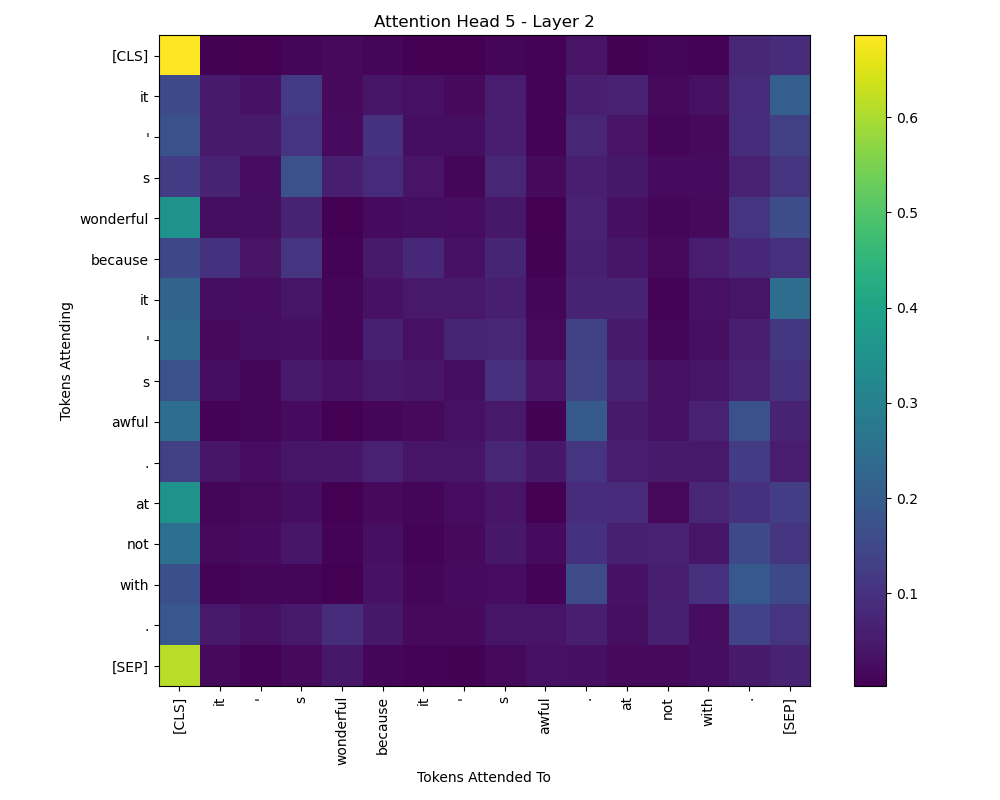 Attention Head 5 - Layer 2
[CLS]
it
'
s
wonderful
because
it
'
s
awful
.
at
not
with
.
[SEP]
Tokens Attending
[CLS]
it
'
s
wonderful
because
it
'
s
awful
.
at
not
with
.
[SEP]
Tokens Attended To
0.6
0.5
0.4
0.3
0.2
0.1